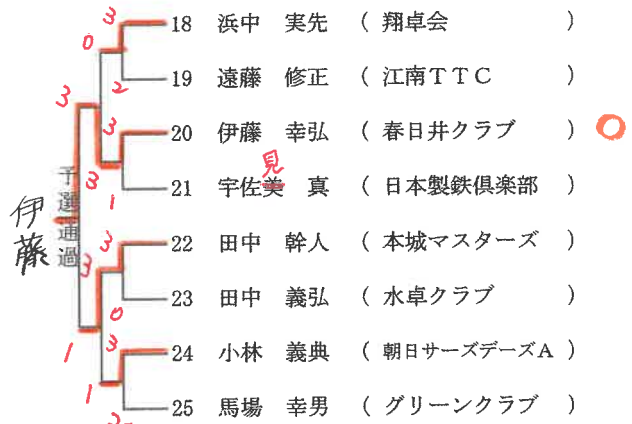 3
18 浜中 実先 (翔卓会)
0
19 遠藤 修正 (江南TTC)
2
3
3
20 伊藤 幸弘 (春日井クラブ)
見
3
21 宇佐美 真 (日本製鉄倶楽部)
1
予選通過
伊藤
3
22 田中 幹人 (本城マスターズ)
3
23 田中 義弘 (水卓クラブ)
0
3
1
24 小林 義典 (朝日サーズデーズA)
1
25 馬場 幸男 (グリーンクラブ)